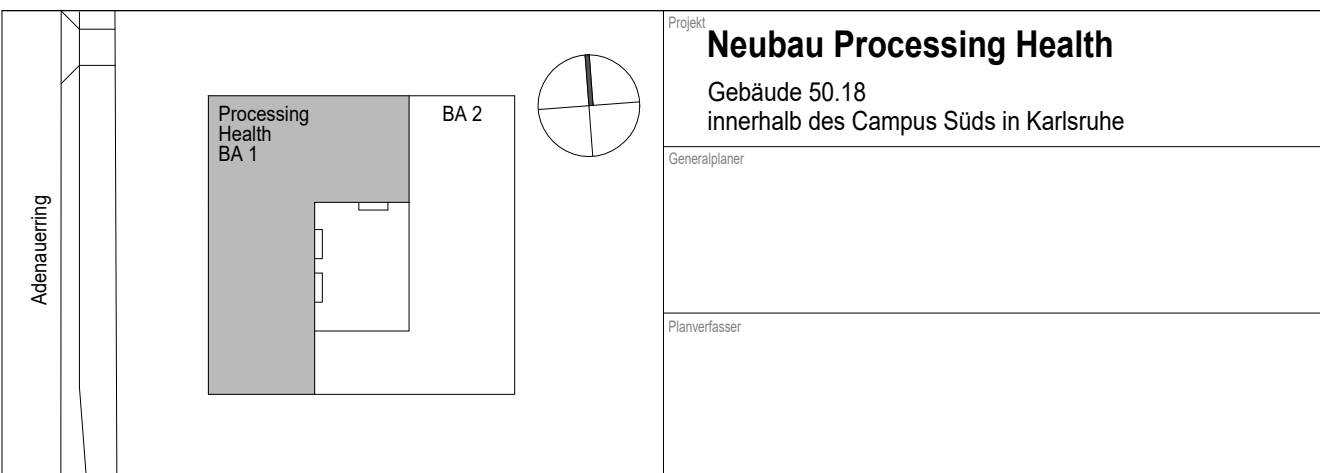 Adenauerring
Processing
Health
BA 1
BA 2
Projekt
Neubau Processing Health
Gebäude 50.18
innerhalb des Campus Süds in Karlsruhe
Generalplaner
Planverfasser